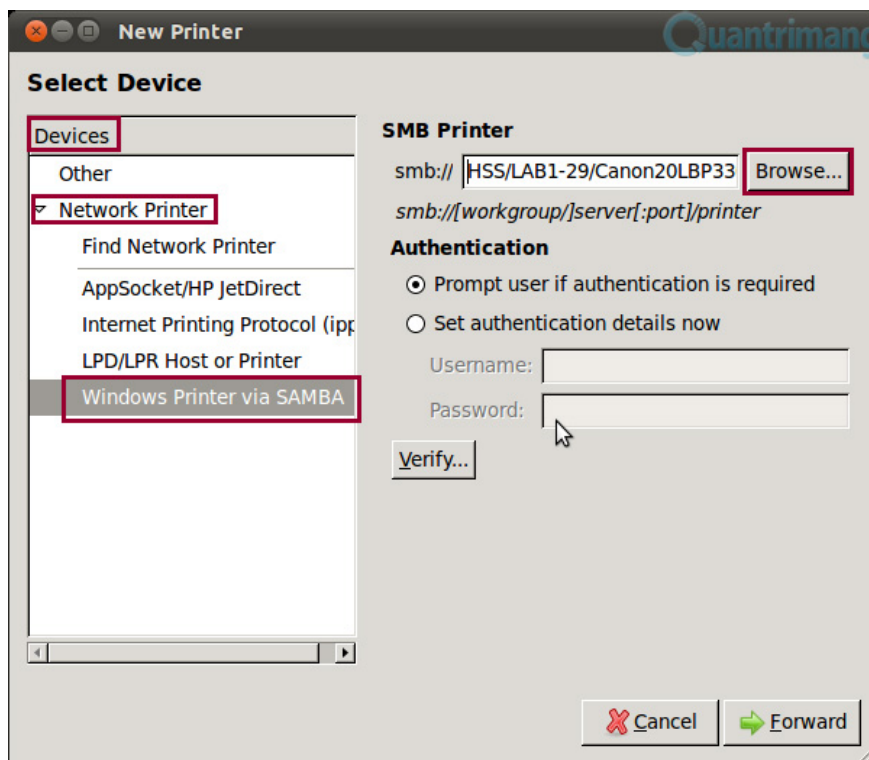 New Printer
Quantrimang
Select Device
Devices
Other
Network Printer
Find Network Printer
AppSocket/HP JetDirect
Internet Printing Protocol (ipp
LPD/LPR Host or Printer
Windows Printer via SAMBA
SMB Printer
smb:// HSS/LAB1-29/Canon20LBP33 Browse...
smb://[workgroup/]server[:port]/printer
Authentication
Prompt user if authentication is required
Set authentication details now
Username:
Password:
Verify...
Cancel Forward